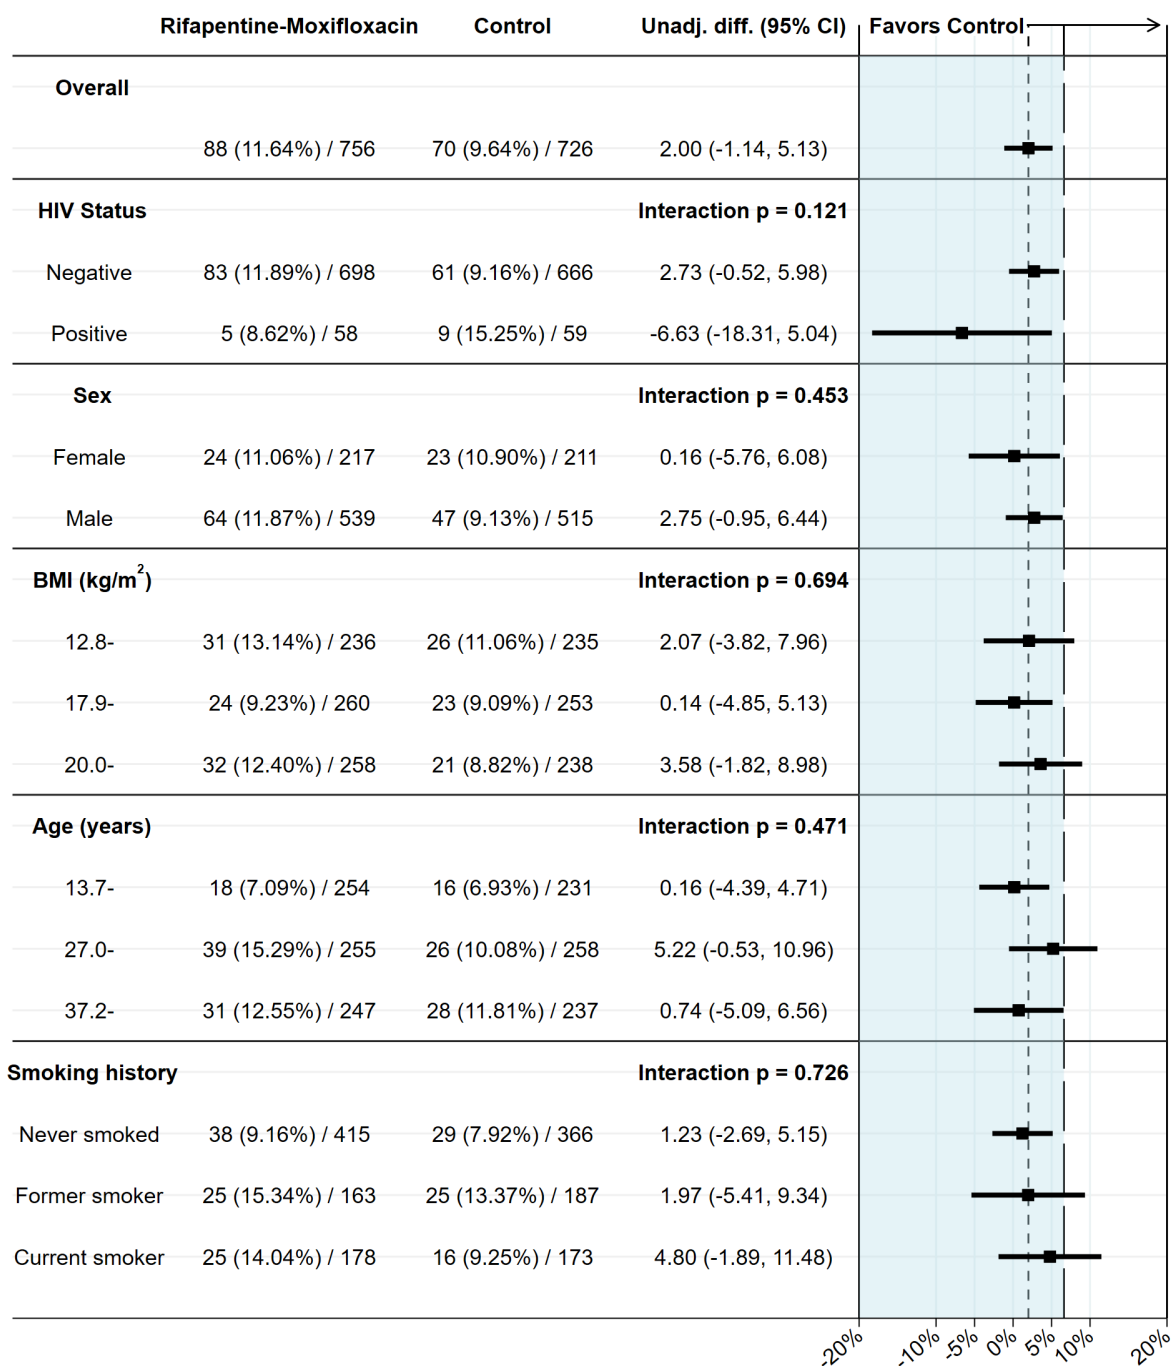 Rifapentine-Moxifloxacin Control Unadj. diff. (95% CI) Favors Control
Overall
88 (11.64%) / 756 70 (9.64%) / 726 2.00 (-1.14, 5.13)
HIV Status Interaction p = 0.121
Negative 83 (11.89%) / 698 61 (9.16%) / 666 2.73 (-0.52, 5.98)
Positive 5 (8.62%) / 58 9 (15.25%) / 59 -6.63 (-18.31, 5.04)
Sex Interaction p = 0.453
Female 24 (11.06%) / 217 23 (10.90%) / 211 0.16 (-5.76, 6.08)
Male 64 (11.87%) / 539 47 (9.13%) / 515 2.75 (-0.95, 6.44)
BMI (kg/m²) Interaction p = 0.694
12.8- 31 (13.14%) / 236 26 (11.06%) / 235 2.07 (-3.82, 7.96)
17.9- 24 (9.23%) / 260 23 (9.09%) / 253 0.14 (-4.85, 5.13)
20.0- 32 (12.40%) / 258 21 (8.82%) / 238 3.58 (-1.82, 8.98)
Age (years) Interaction p = 0.471
13.7- 18 (7.09%) / 254 16 (6.93%) / 231 0.16 (-4.39, 4.71)
27.0- 39 (15.29%) / 255 26 (10.08%) / 258 5.22 (-0.53, 10.96)
37.2- 31 (12.55%) / 247 28 (11.81%) / 237 0.74 (-5.09, 6.56)
Smoking history Interaction p = 0.726
Never smoked 38 (9.16%) / 415 29 (7.92%) / 366 1.23 (-2.69, 5.15)
Former smoker 25 (15.34%) / 163 25 (13.37%) / 187 1.97 (-5.41, 9.34)
Current smoker 25 (14.04%) / 178 16 (9.25%) / 173 4.80 (-1.89, 11.48)
-20% -10% -5% 0% 5% 10% 20%